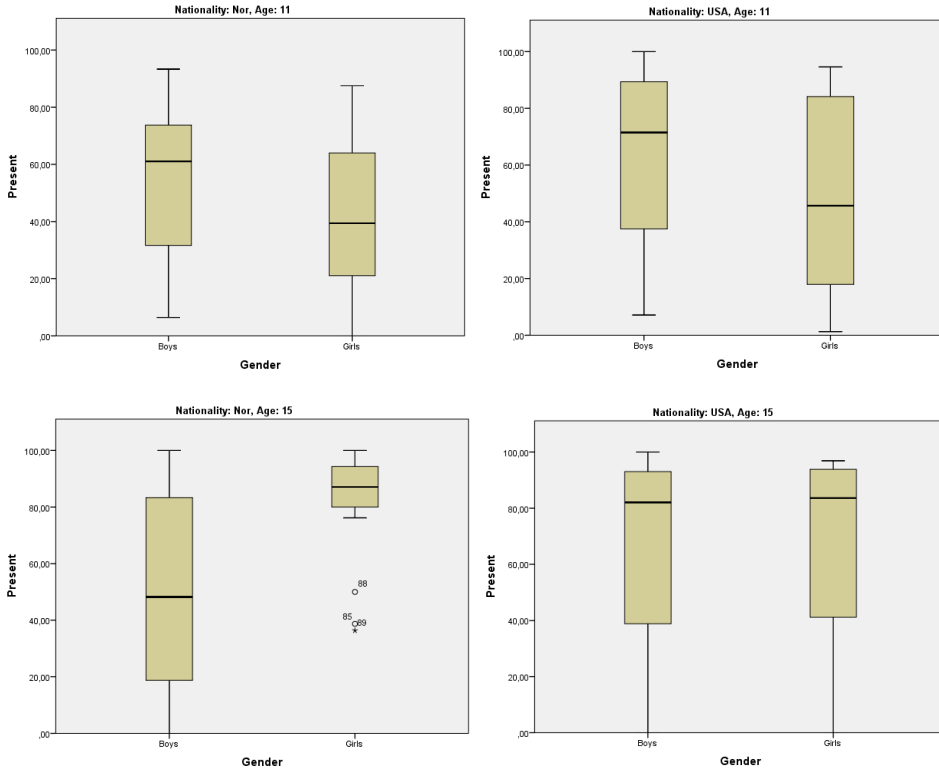 Nationality: Nor, Age: 11
100,00
80,00
60,00
40,00
20,00
,00
Present
Boys
Girls
Gender
Nationality: USA, Age: 11
100,00
80,00
60,00
40,00
20,00
,00
Present
Boys
Girls
Gender
Nationality: Nor, Age: 15
100,00
80,00
60,00
40,00
20,00
,00
Present
88
85
89
Boys
Girls
Gender
Nationality: USA, Age: 15
100,00
80,00
60,00
40,00
20,00
,00
Present
Boys
Girls
Gender